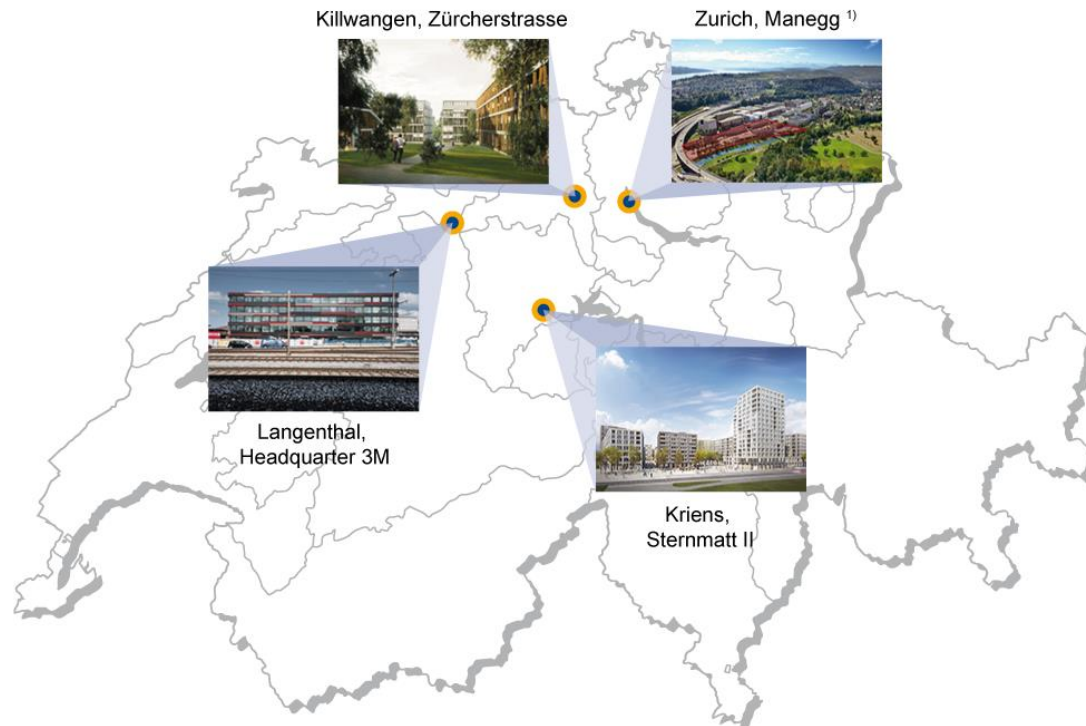 Killwangen, Zürcherstrasse
Zurich, Manegg 1)
Langenthal,
Headquarter 3M
Kriens,
Sternmatt II